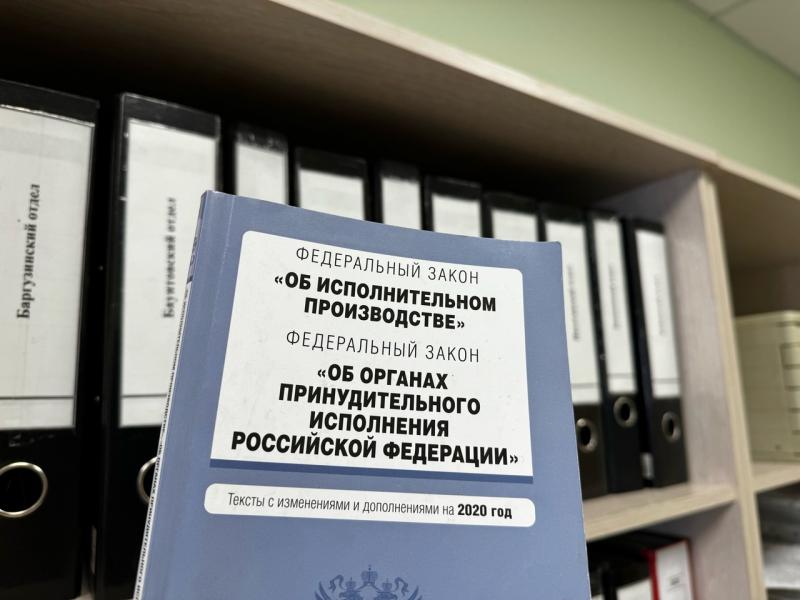 Баргузинский отдел
Баунтовский отдел
ФЕДЕРАЛЬНЫЙ ЗАКОН
«ОБ ИСПОЛНИТЕЛЬНОМ
ПРОИЗВОДСТВЕ»
ФЕДЕРАЛЬНЫЙ ЗАКОН
«ОБ ОРГАНАХ
ПРИНУДИТЕЛЬНОГО
ИСПОЛНЕНИЯ
РОССИЙСКОЙ ФЕДЕРАЦИИ»
Тексты с изменениями и дополнениями на 2020 год